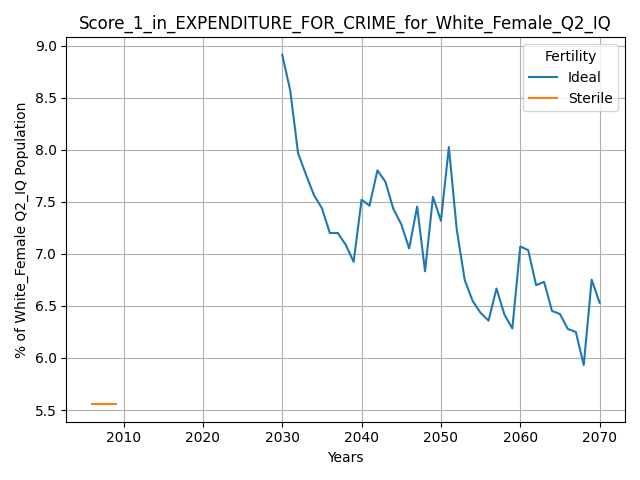 Score_1_in_EXPENDITURE_FOR_CRIME_for_White_Female_Q2_IQ
Fertility
Ideal
Sterile
% of White_Female Q2_IQ Population
9.0
8.5
8.0
7.5
7.0
6.5
6.0
5.5
2010 2020 2030 2040 2050 2060 2070
Years